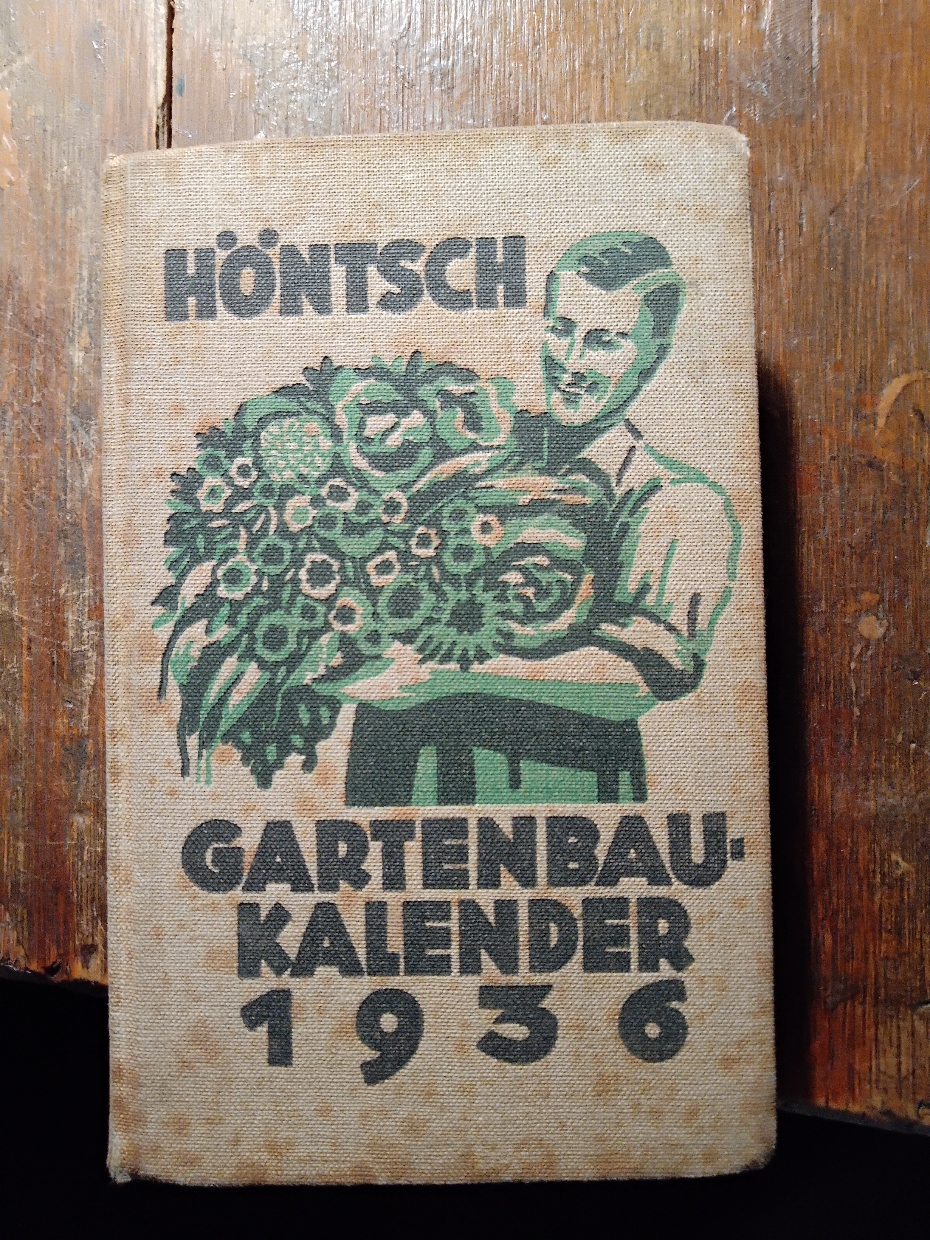 HÖNTSCH
GARTENBAU-
KALENDER
1936